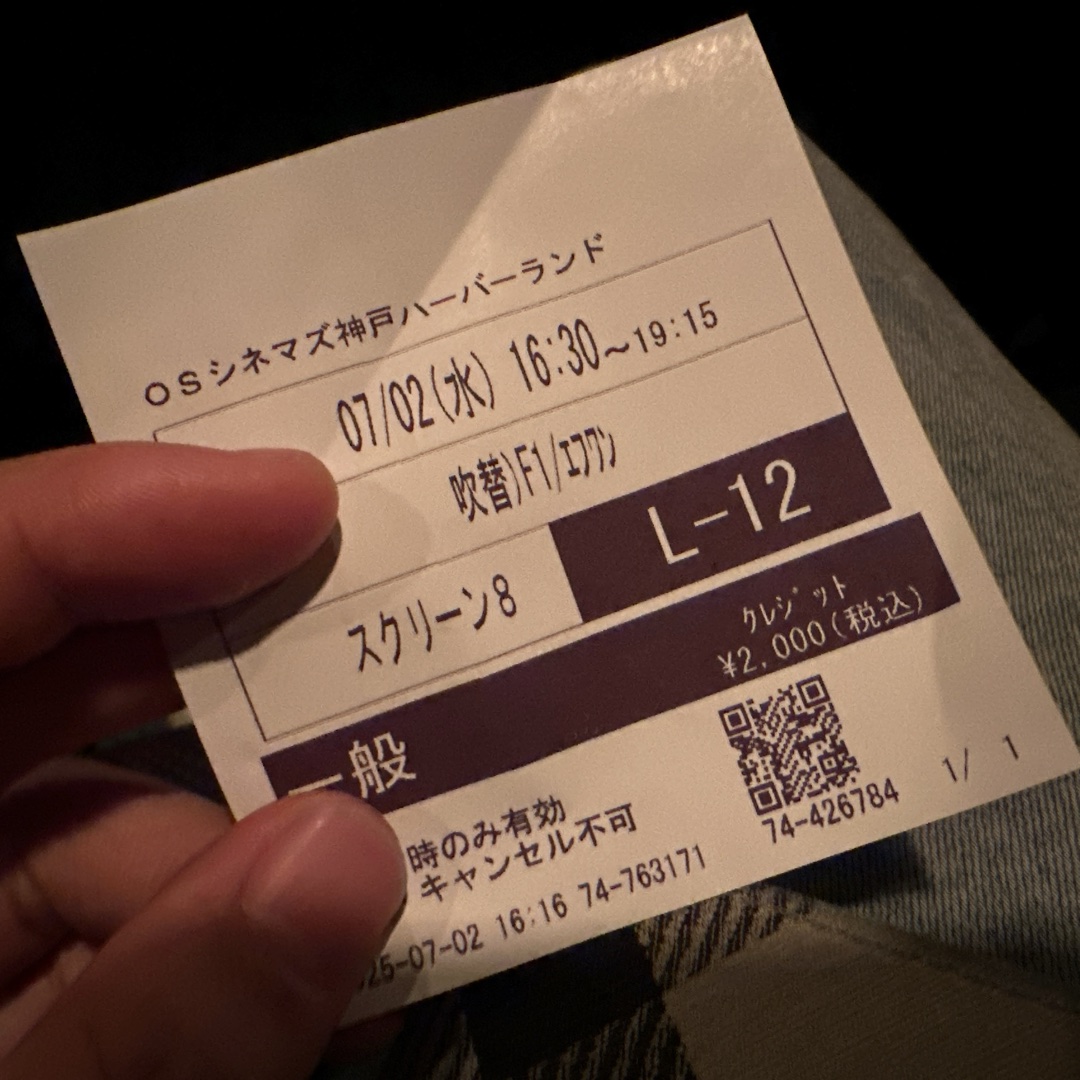 OSシネマズ神戸ハーバーランド
07/02(水) 16:30～19:15
吹替)F1/ｴﾌﾜﾝ
スクリーン8
L-12
一般
ｸﾚｼﾞｯﾄ
¥2,000(税込)
時のみ有効
キャンセル不可
74-426784
1/ 1
25-07-02 16:16 74-763171